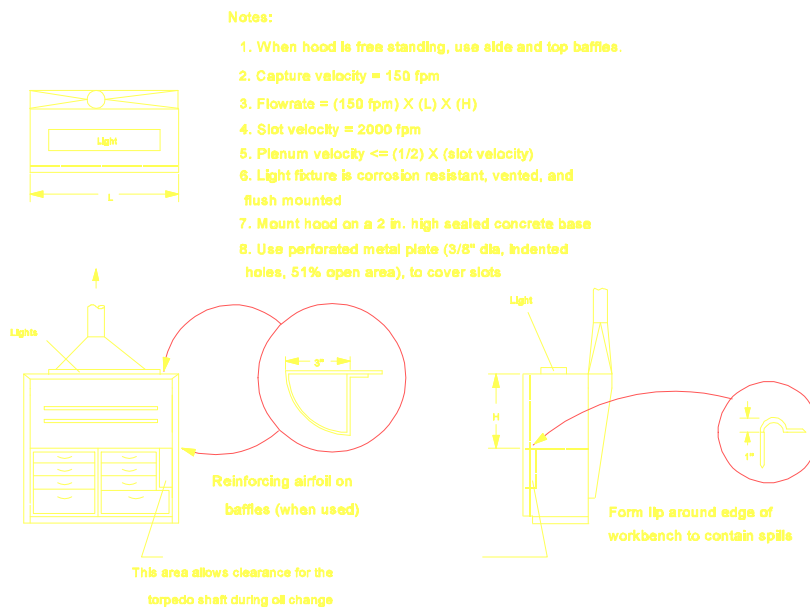 Notes:
1. When hood is free standing, use side and top baffles.
2. Capture velocity = 150 fpm
3. Flowrate = (150 fpm) X (L) X (H)
4. Slot velocity = 2000 fpm
5. Plenum velocity <= (1/2) X (slot velocity)
6. Light fixture is corrosion resistant, vented, and
flush mounted
7. Mount hood on a 2 in. high sealed concrete base
8. Use perforated metal plate (3/8" dia, indented
holes, 51% open area), to cover slots
Light
L
Lights
3"
Light
H
1"
Reinforcing airfoil on
baffles (when used)
Form lip around edge of
workbench to contain spills
This area allows clearance for the
torpado shaft during oil change